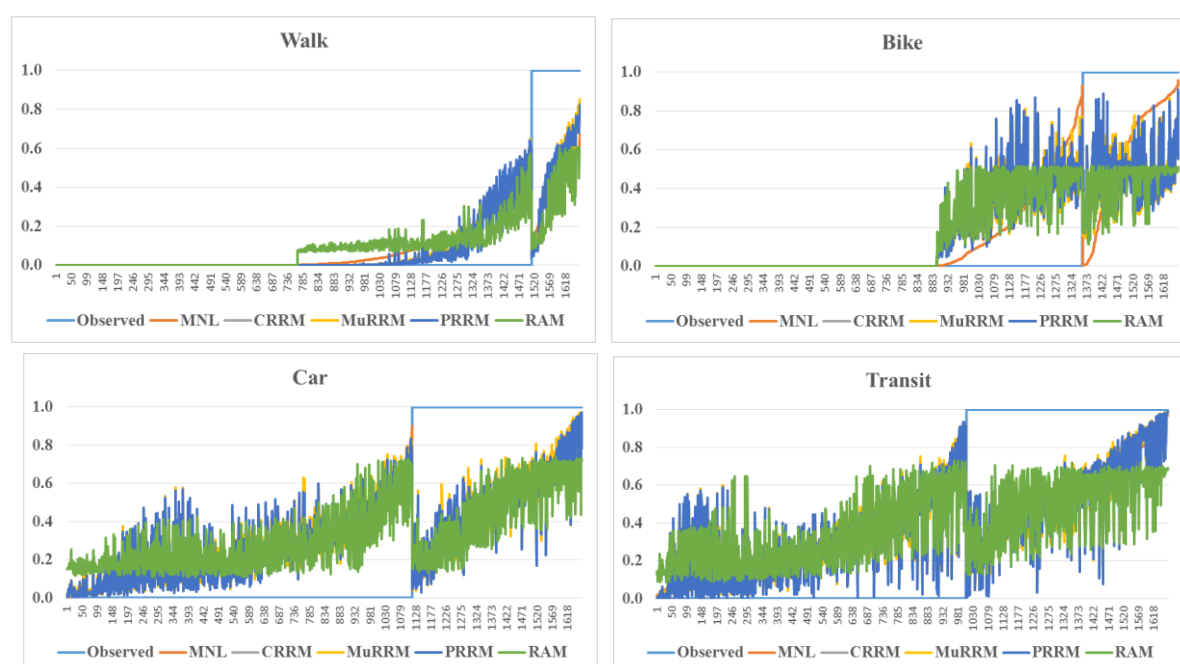 Walk
1.0
0.8
0.6
0.4
0.2
0.0
1 50 99 148 197 246 295 344 393 442 491 540 589 638 687 736 785 834 883 932 981 1030 1079 1128 1177 1226 1275 1324 1373 1422 1471 1520 1569 1618
Observed MNL CRRM MuRRM PRRM RAM
Bike
1.0
0.8
0.6
0.4
0.2
0.0
1 50 99 148 197 246 295 344 393 442 491 540 589 638 687 736 785 834 883 932 981 1030 1079 1128 1177 1226 1275 1324 1373 1422 1471 1520 1569 1618
Observed MNL CRRM MuRRM PRRM RAM
Car
1.0
0.8
0.6
0.4
0.2
0.0
1 50 99 148 197 246 295 344 393 442 491 540 589 638 687 736 785 834 883 932 981 1030 1079 1128 1177 1226 1275 1324 1373 1422 1471 1520 1569 1618
Observed MNL CRRM MuRRM PRRM RAM
Transit
1.0
0.8
0.6
0.4
0.2
0.0
1 50 99 148 197 246 295 344 393 442 491 540 589 638 687 736 785 834 883 932 981 1030 1079 1128 1177 1226 1275 1324 1373 1422 1471 1520 1569 1618
Observed MNL CRRM MuRRM PRRM RAM